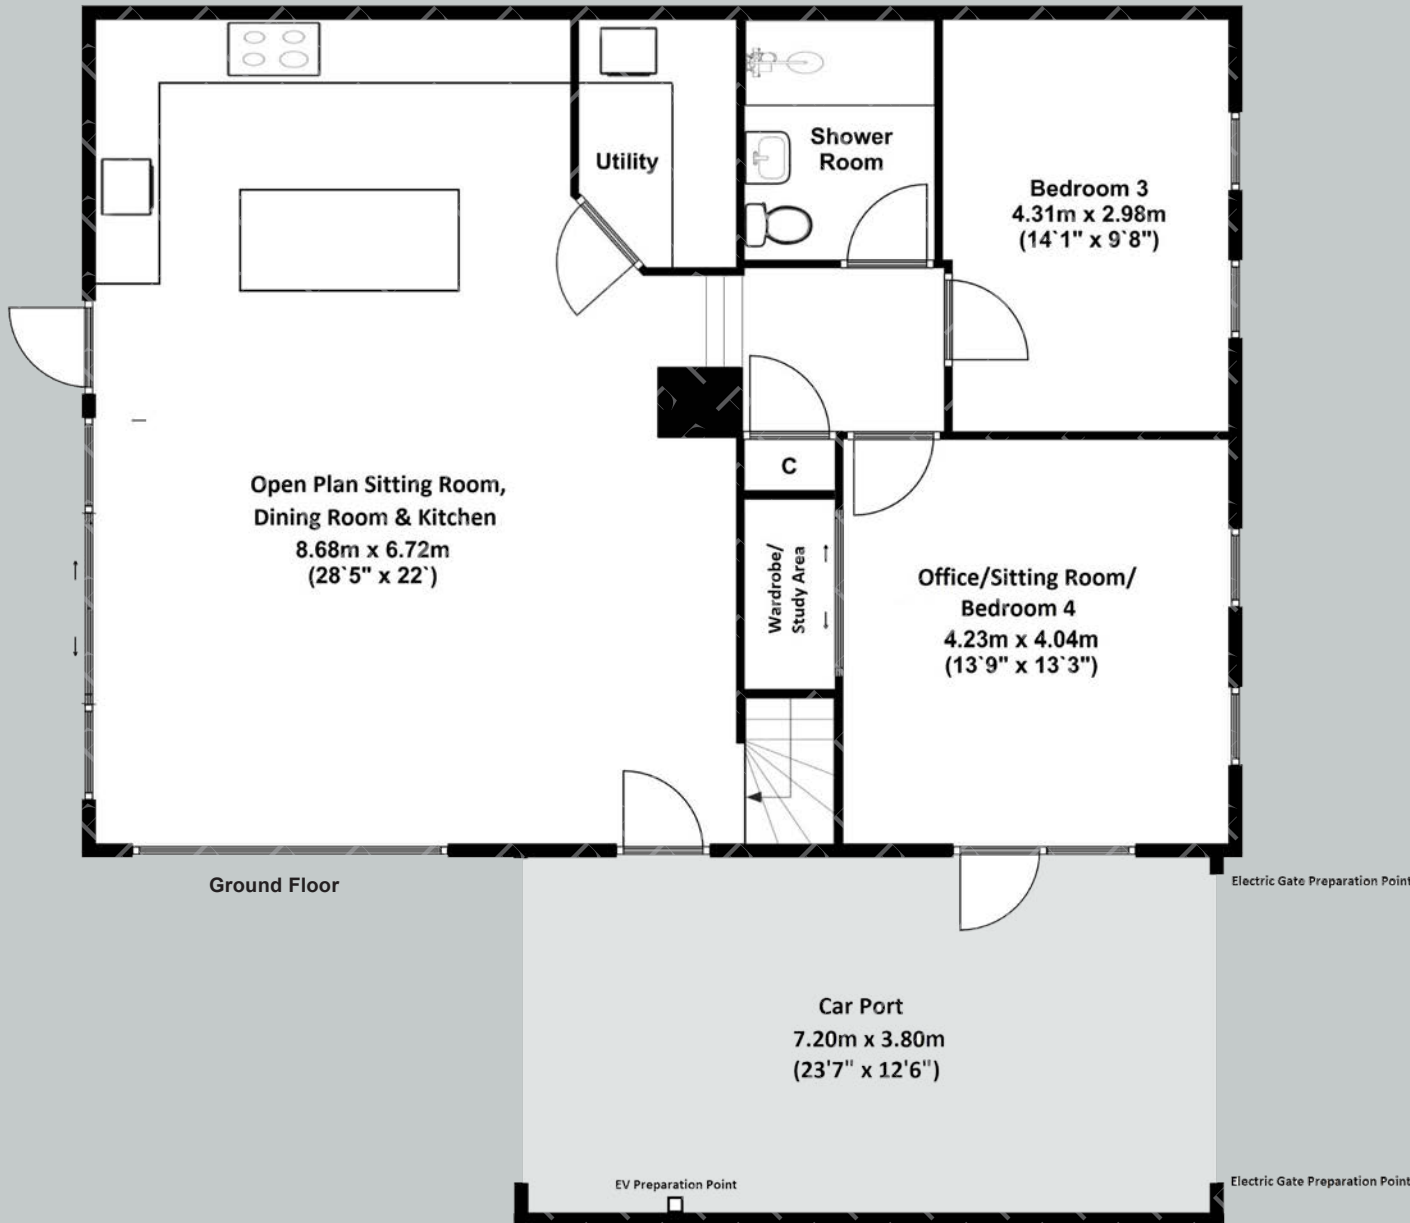 Utility
Shower
Room
Bedroom 3
4.31m x 2.98m
(14`1" x 9`8")
Open Plan Sitting Room,
Dining Room & Kitchen
8.68m x 6.72m
(28`5" x 22`)
C
Wardrobe/
Study Area
Office/Sitting Room/
Bedroom 4
4.23m x 4.04m
(13`9" x 13`3")
Ground Floor
Electric Gate Preparation Point
Car Port
7.20m x 3.80m
(23'7" x 12'6")
EV Preparation Point
Electric Gate Preparation Point